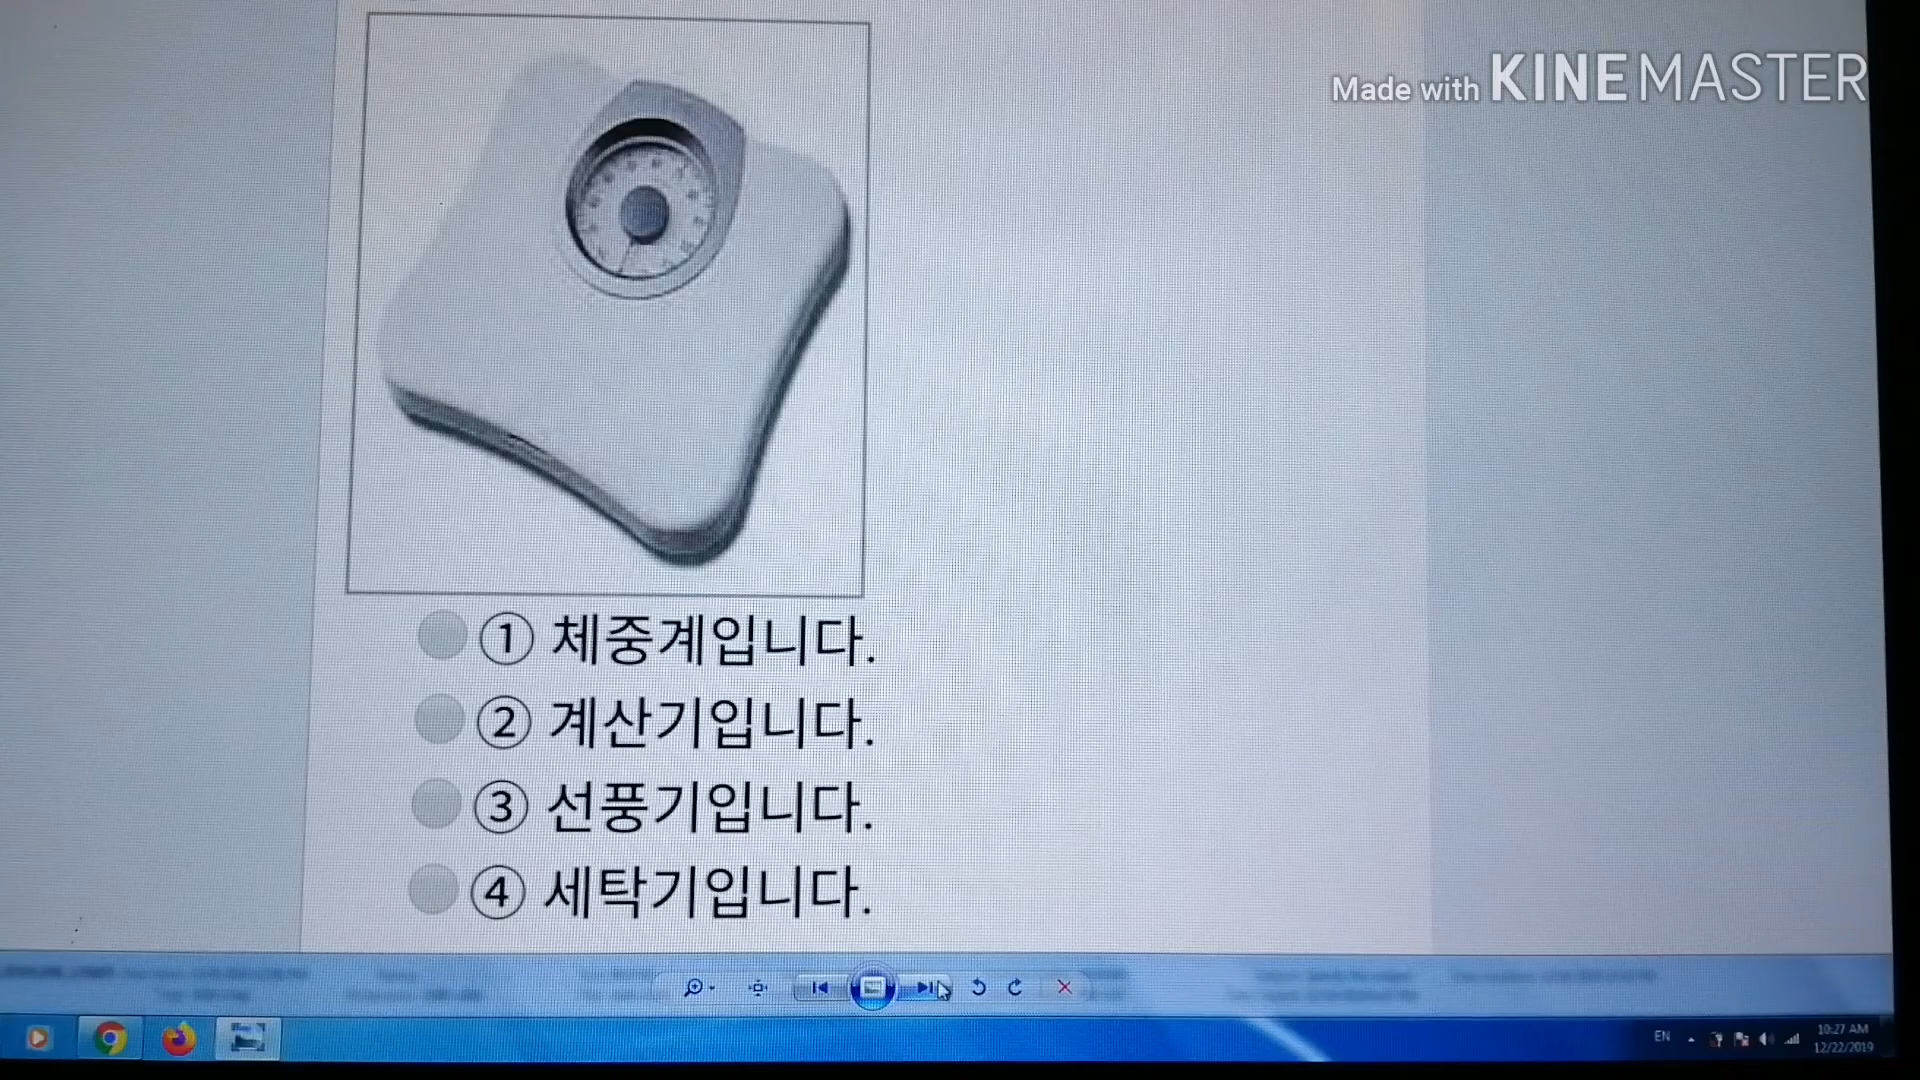 Made with KINEMASTER
① 체중계입니다.
② 계산기입니다.
③ 선풍기입니다.
④ 세탁기입니다.
EN
10:27 AM
12/22/2019